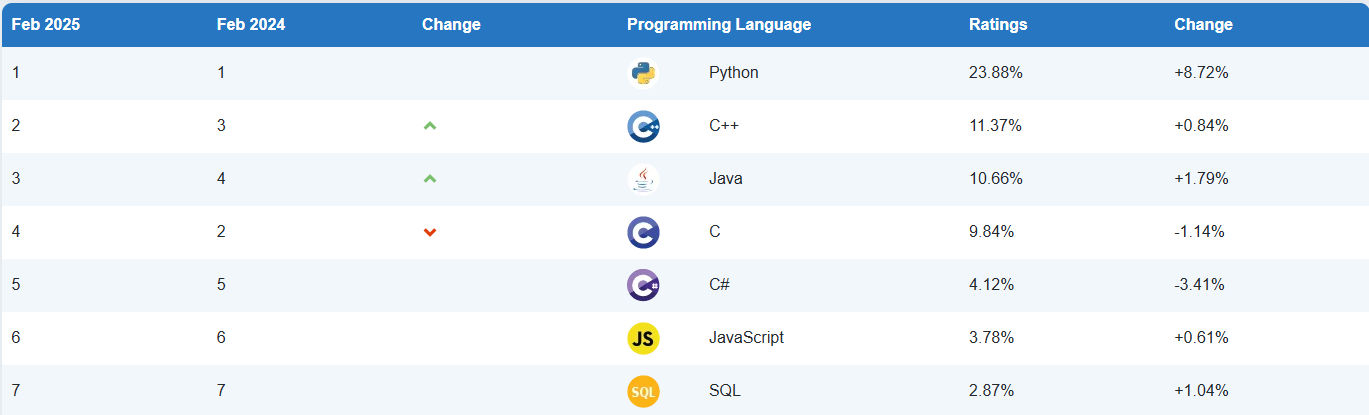 Feb 2025 Feb 2024 Change Programming Language Ratings Change
1 1 Python 23.88% +8.72%
2 3 C++ 11.37% +0.84%
3 4 Java 10.66% +1.79%
4 2 C 9.84% -1.14%
5 5 C# 4.12% -3.41%
6 6 JS JavaScript 3.78% +0.61%
7 7 SQL SQL 2.87% +1.04%